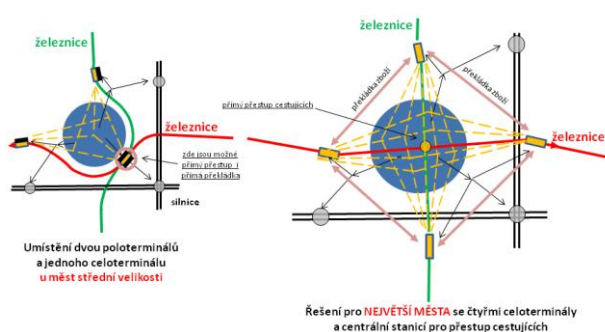 železnice
železnice
zde jsou možné
přímý přestup i
přímá překládka
silnice
Umístění dvou poloterminálů
a jednoho celoterminálu
u měst střední velikosti
železnice
překládka zboží
překládka zboží
přímý přestup cestujících
železnice
Řešení pro NEJVĚTŠÍ MĚSTA se čtyřmi celoterminály
a centrální stanicí pro přestup cestujících